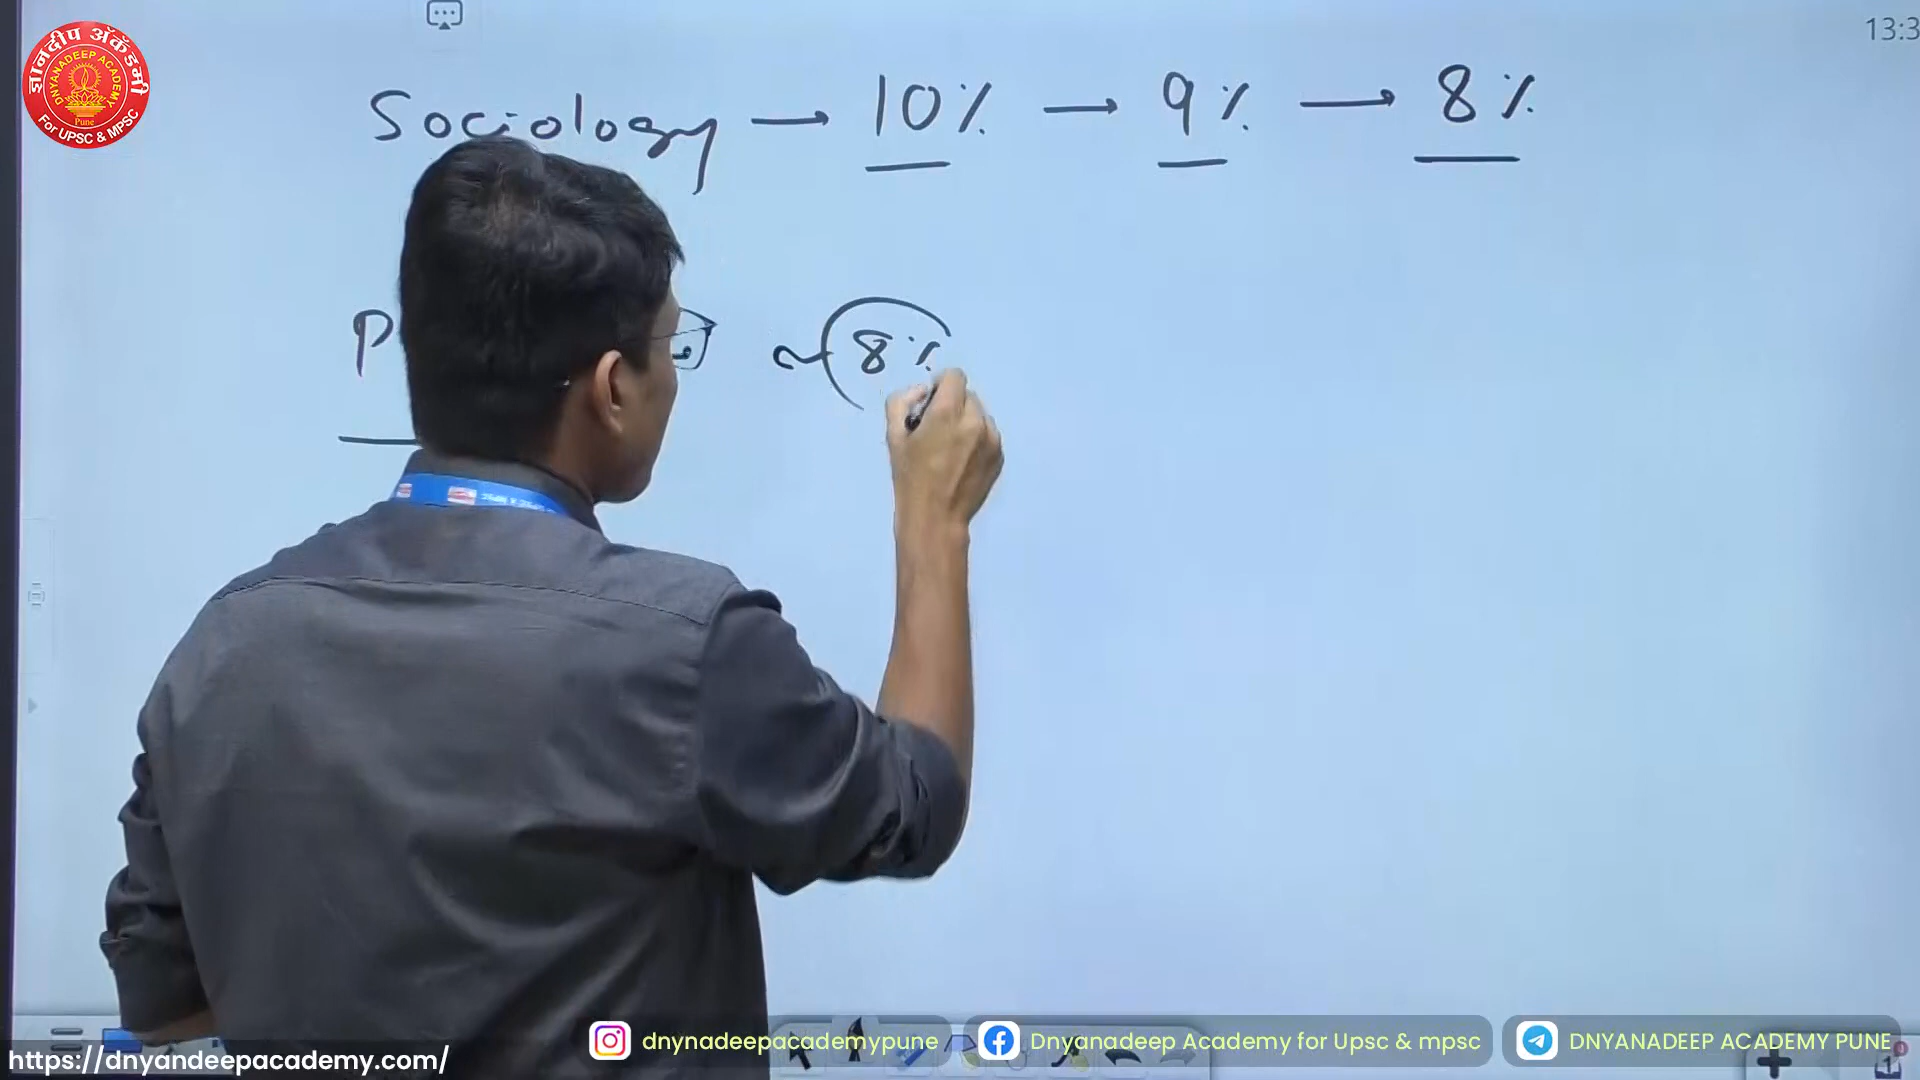 13:3
ज्ञानदीप अॅकॅडमी
DNYANADEEP ACADEMY
Pune
For UPSC & MPSC
Sociology → 10% → 9% → 8%
P
8%
https://dnyandeepacademy.com/
dnynadeepacademypune
Dnyanadeep Academy for Upsc & mpsc
DNYANADEEP ACADEMY PUNE